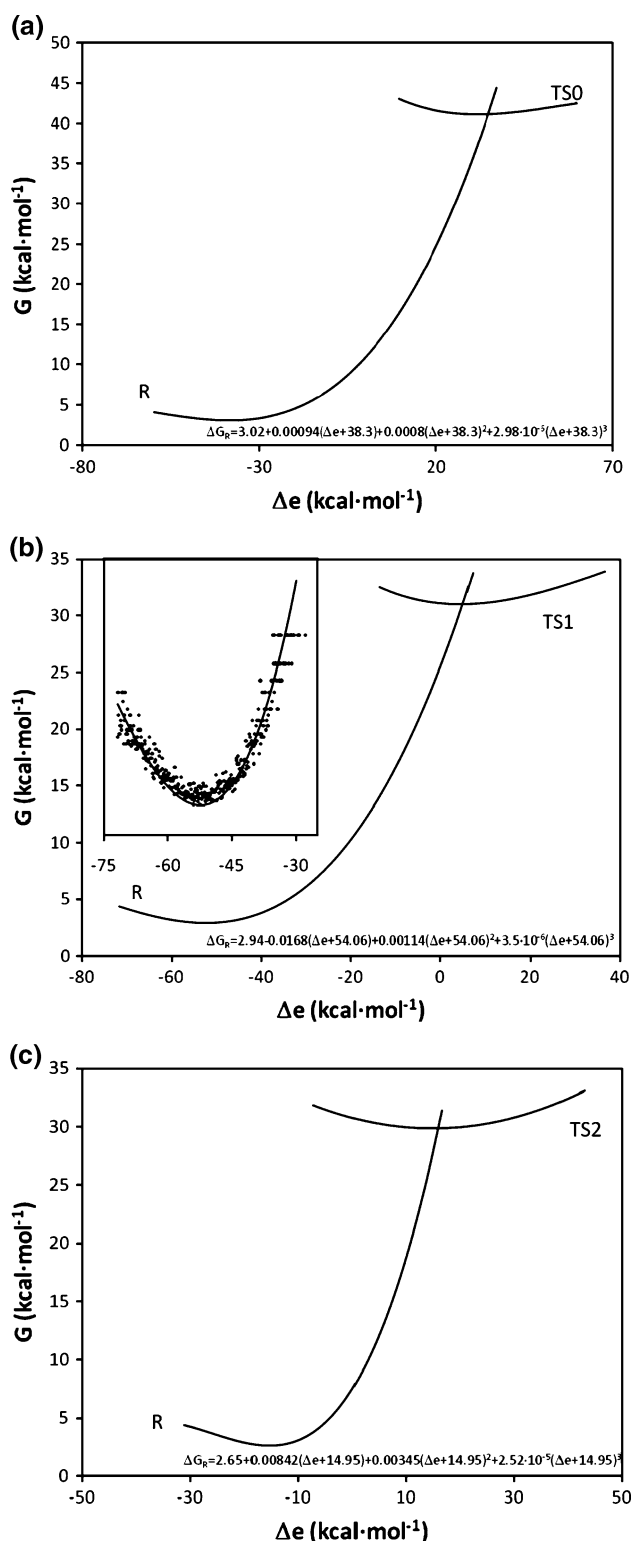 (a)
50
45
40
35
30
25
20
15
10
5
0
G (kcal·mol⁻¹)
TS0
R
ΔG_R=3.02+0.00094(Δe+38.3)+0.0008(Δe+38.3)²+2.98·10⁻⁵(Δe+38.3)³
-80 -30 20 70
Δe (kcal·mol⁻¹)
(b)
35
30
25
20
15
10
5
0
G (kcal·mol⁻¹)
TS1
-75 -60 -45 -30
R
ΔG_R=2.94-0.0168(Δe+54.06)+0.00114(Δe+54.06)²+3.5·10⁻⁶(Δe+54.06)³
-80 -60 -40 -20 0 20 40
Δe (kcal·mol⁻¹)
(c)
35
30
25
20
15
10
5
0
G (kcal·mol⁻¹)
TS2
R
ΔG_R=2.65+0.00842(Δe+14.95)+0.00345(Δe+14.95)²+2.52·10⁻⁵(Δe+14.95)³
-50 -30 -10 10 30 50
Δe (kcal·mol⁻¹)